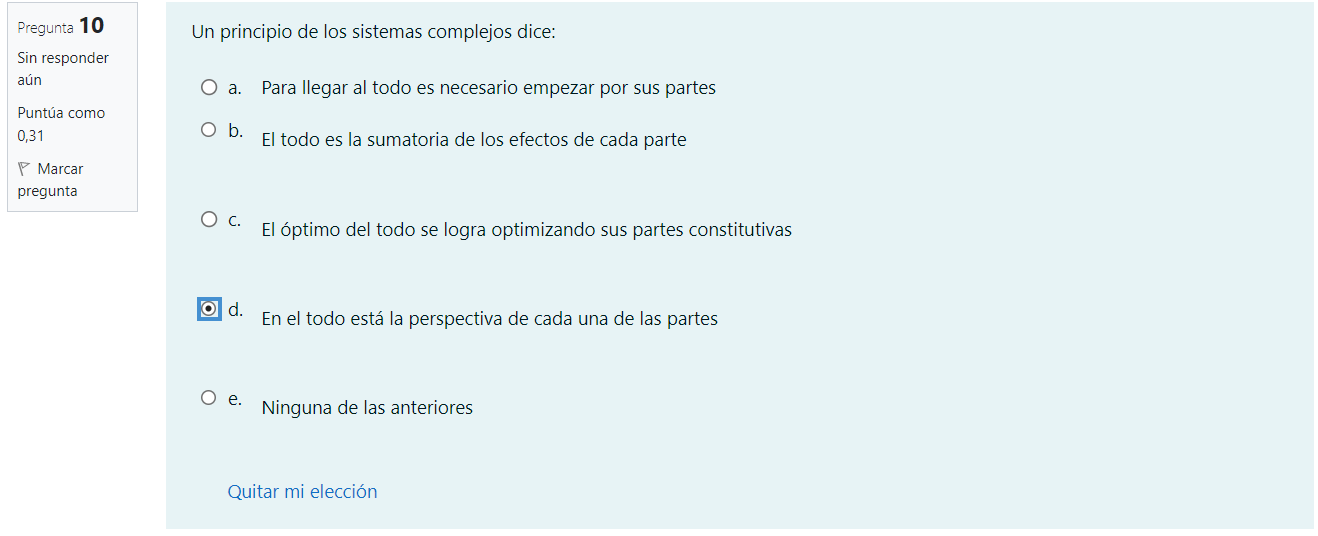 Pregunta 10
Sin responder
aún
Puntúa como
0,31
Marcar
pregunta
Un principio de los sistemas complejos dice:
a. Para llegar al todo es necesario empezar por sus partes
b. El todo es la sumatoria de los efectos de cada parte
c. El óptimo del todo se logra optimizando sus partes constitutivas
d. En el todo está la perspectiva de cada una de las partes
e. Ninguna de las anteriores
Quitar mi elección